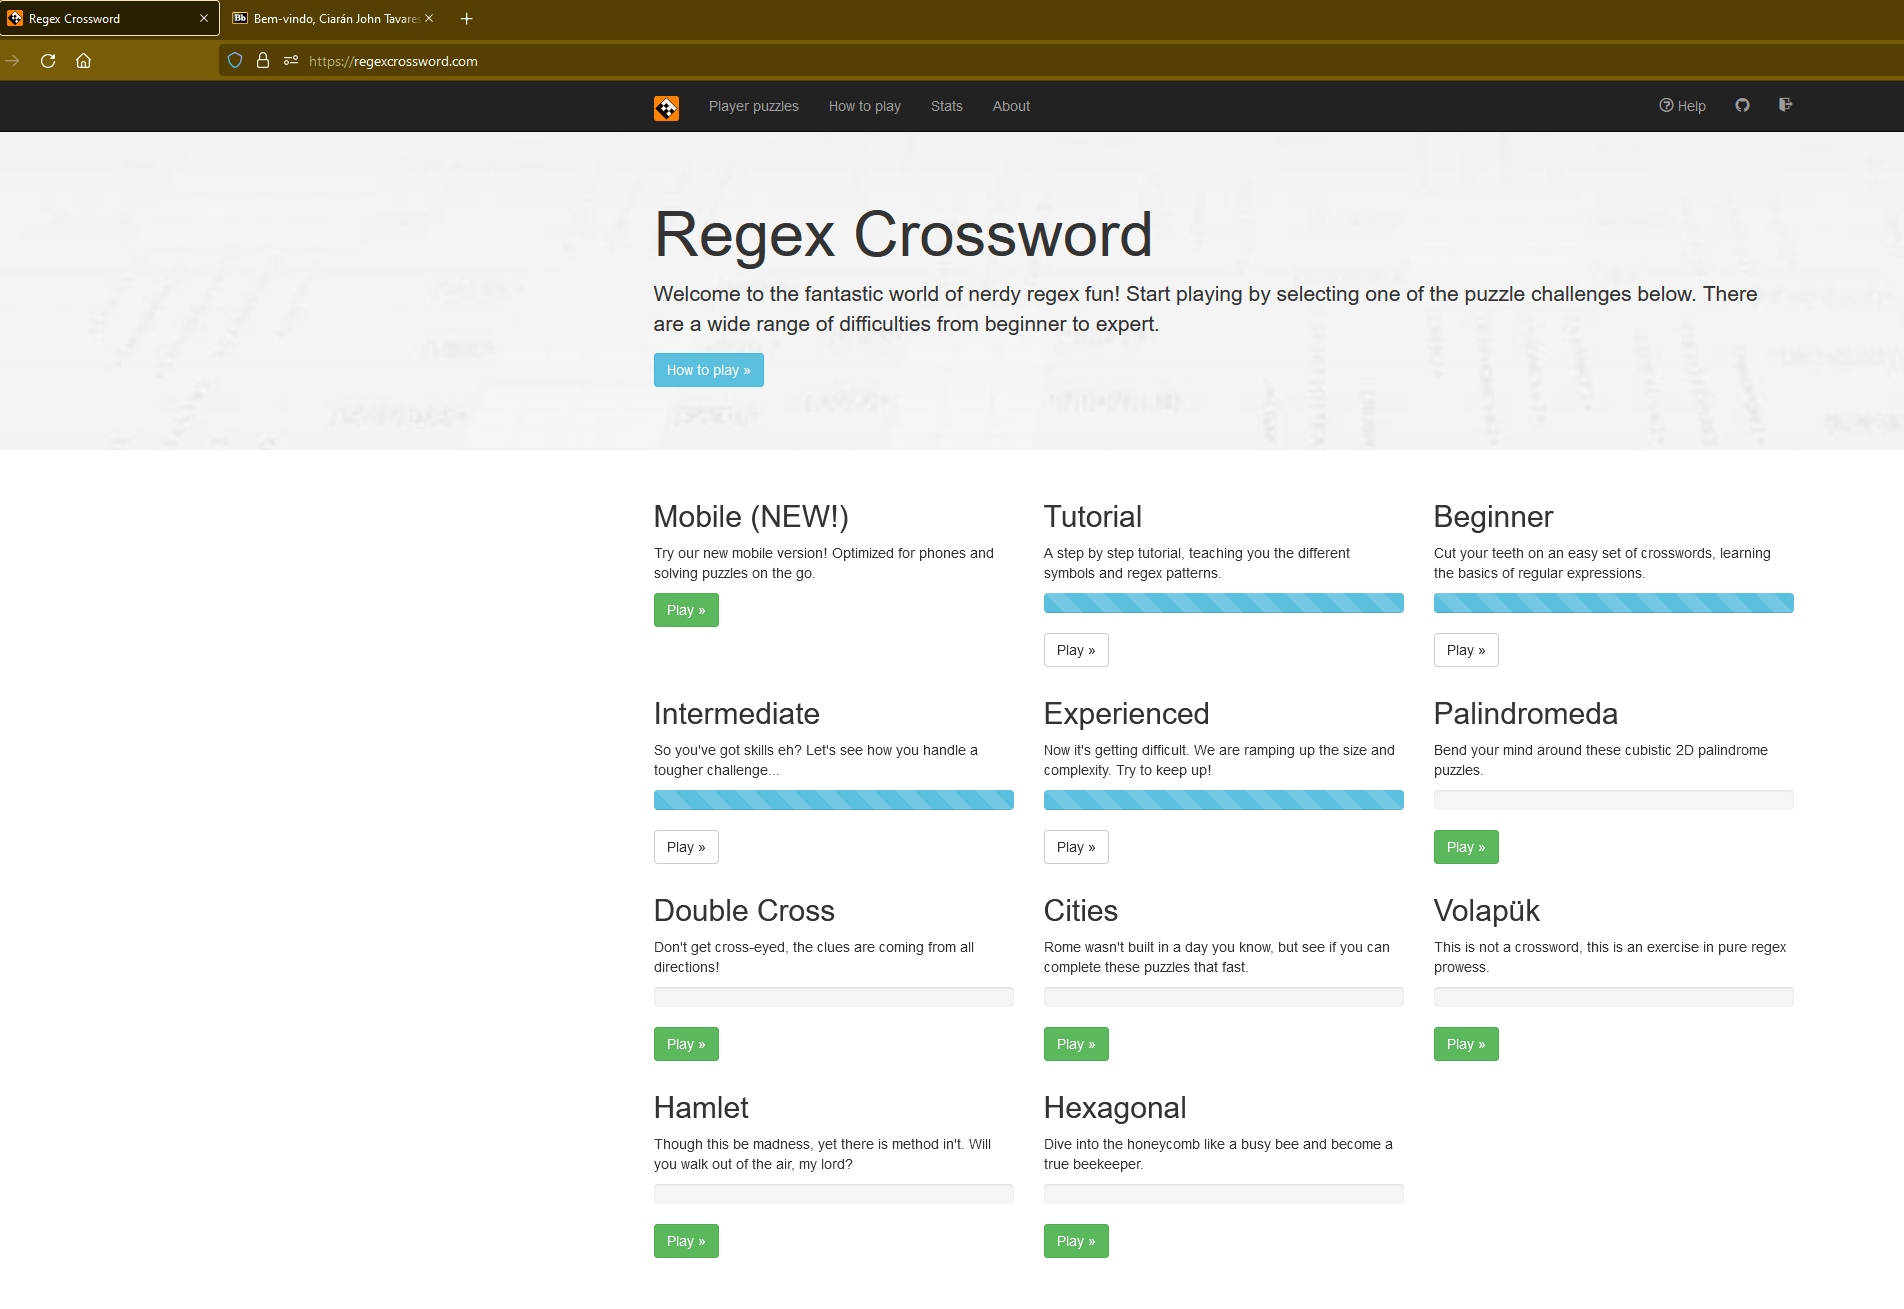 Regex Crossword
Bem-vindo, Ciarán John Tavares
https://regexcrossword.com
Player puzzles
How to play
Stats
About
Help
Regex Crossword
Welcome to the fantastic world of nerdy regex fun! Start playing by selecting one of the puzzle challenges below. There
are a wide range of difficulties from beginner to expert.
How to play »
Mobile (NEW!)
Try our new mobile version! Optimized for phones and
solving puzzles on the go.
Play »
Tutorial
A step by step tutorial, teaching you the different
symbols and regex patterns.
Play »
Beginner
Cut your teeth on an easy set of crosswords, learning
the basics of regular expressions.
Play »
Intermediate
So you've got skills eh? Let's see how you handle a
tougher challenge...
Play »
Experienced
Now it's getting difficult. We are ramping up the size and
complexity. Try to keep up!
Play »
Palindromeda
Bend your mind around these cubistic 2D palindrome
puzzles.
Play »
Double Cross
Don't get cross-eyed, the clues are coming from all
directions!
Play »
Cities
Rome wasn't built in a day you know, but see if you can
complete these puzzles that fast.
Play »
Volapük
This is not a crossword, this is an exercise in pure regex
prowess.
Play »
Hamlet
Though this be madness, yet there is method in't. Will
you walk out of the air, my lord?
Play »
Hexagonal
Dive into the honeycomb like a busy bee and become a
true beekeeper.
Play »